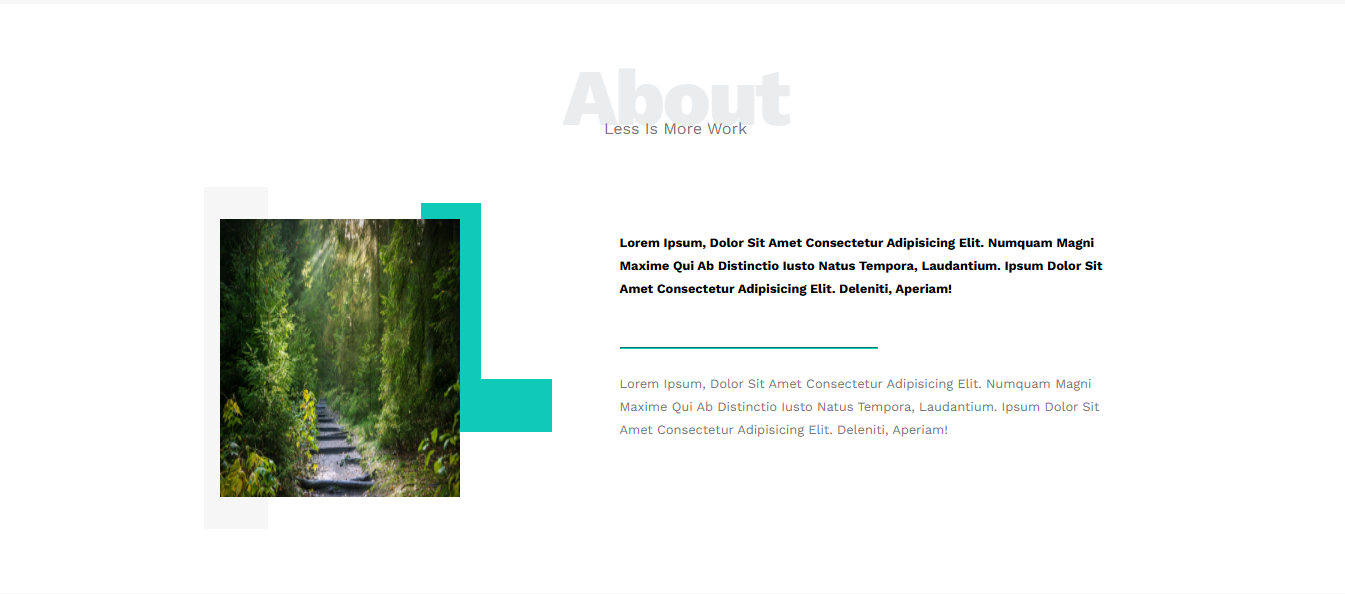 About
Less Is More Work
Lorem Ipsum, Dolor Sit Amet Consectetur Adipisicing Elit. Numquam Magni
Maxime Qui Ab Distinctio Iusto Natus Tempora, Laudantium. Ipsum Dolor Sit
Amet Consectetur Adipisicing Elit. Deleniti, Aperiam!
Lorem Ipsum, Dolor Sit Amet Consectetur Adipisicing Elit. Numquam Magni
Maxime Qui Ab Distinctio Iusto Natus Tempora, Laudantium. Ipsum Dolor Sit
Amet Consectetur Adipisicing Elit. Deleniti, Aperiam!